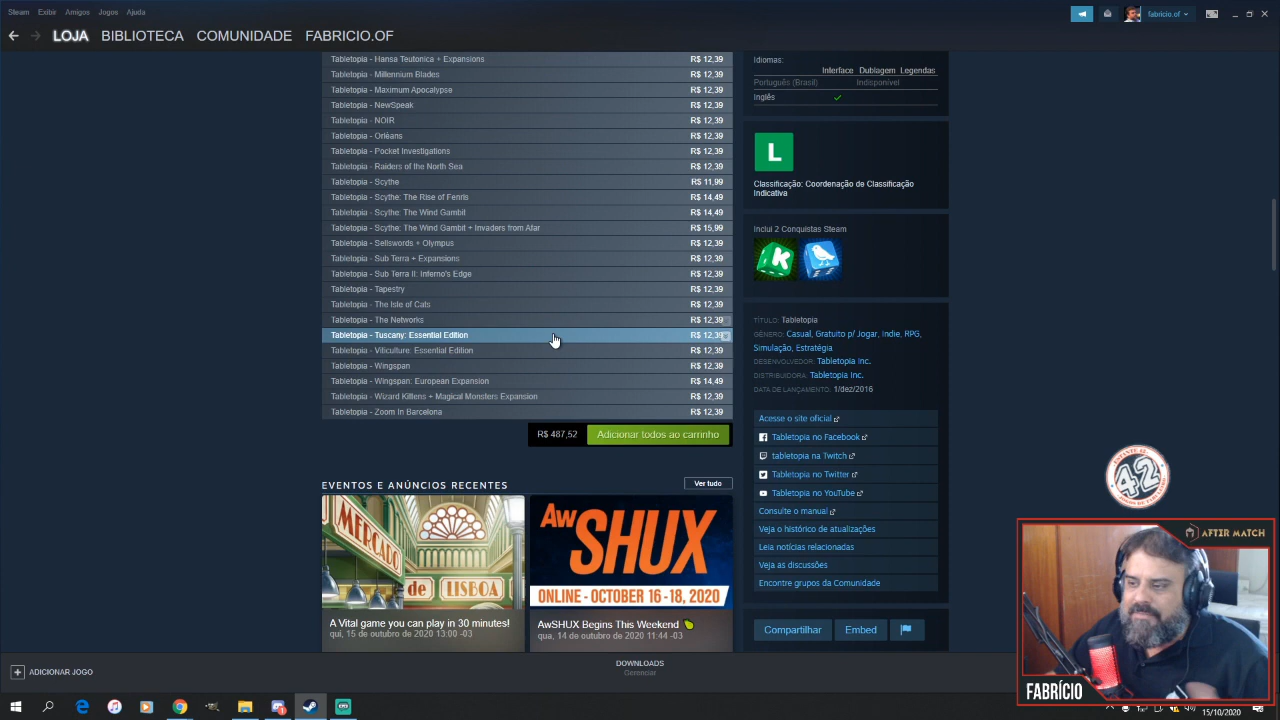 Steam Exibir Amigos Jogos Ajuda
fabricio.of
LOJA BIBLIOTECA COMUNIDADE FABRICIO.OF
Tabletopia - Hansa Teutonica + Expansions R$ 12,39
Tabletopia - Millennium Blades R$ 12,39
Tabletopia - Maximum Apocalypse R$ 12,39
Tabletopia - NewSpeak R$ 12,39
Tabletopia - NOIR R$ 12,39
Tabletopia - Orléans R$ 12,39
Tabletopia - Pocket Investigations R$ 12,39
Tabletopia - Raiders of the North Sea R$ 12,39
Tabletopia - Scythe R$ 11,99
Tabletopia - Scythe: The Rise of Fenris R$ 14,49
Tabletopia - Scythe: The Wind Gambit R$ 14,49
Tabletopia - Scythe: The Wind Gambit + Invaders from Afar R$ 15,99
Tabletopia - Sellswords + Olympus R$ 12,39
Tabletopia - Sub Terra + Expansions R$ 12,39
Tabletopia - Sub Terra II: Inferno's Edge R$ 12,39
Tabletopia - Tapestry R$ 12,39
Tabletopia - The Isle of Cats R$ 12,39
Tabletopia - The Networks R$ 12,39
Tabletopia - Tuscany: Essential Edition R$ 12,39
Tabletopia - Viticulture: Essential Edition R$ 12,39
Tabletopia - Wingspan R$ 12,39
Tabletopia - Wingspan: European Expansion R$ 14,49
Tabletopia - Wizard Kittens + Magical Monsters Expansion R$ 12,39
Tabletopia - Zoom In Barcelona R$ 12,39
R$ 487,52 Adicionar todos ao carrinho
EVENTOS E ANÚNCIOS RECENTES Ver tudo
MERCADO
de LISBOA
A Vital game you can play in 30 minutes!
qui, 15 de outubro de 2020 13:00 -03
AwSHUX
ONLINE - OCTOBER 16-18, 2020
AwSHUX Begins This Weekend
qua, 14 de outubro de 2020 11:44 -03
Idiomas:
Interface Dublagem Legendas
Português (Brasil) Indisponível
Inglês
L
Classificação: Coordenação de Classificação
Indicativa
Inclui 2 Conquistas Steam
K
TÍTULO: Tabletopia
GÊNERO: Casual, Gratuito p/ Jogar, Indie, RPG,
Simulação, Estratégia
DESENVOLVEDOR: Tabletopia Inc.
DISTRIBUIDORA: Tabletopia Inc.
DATA DE LANÇAMENTO: 1/dez/2016
Acesse o site oficial
Tabletopia no Facebook
tabletopia na Twitch
Tabletopia no Twitter
Tabletopia no YouTube
Consulte o manual
Veja o histórico de atualizações
Leia notícias relacionadas
Veja as discussões
Encontre grupos da Comunidade
Compartilhar Embed
42
AFTER MATCH
FABRÍCIO
ADICIONAR JOGO
DOWNLOADS
Gerenciar
15/10/2020